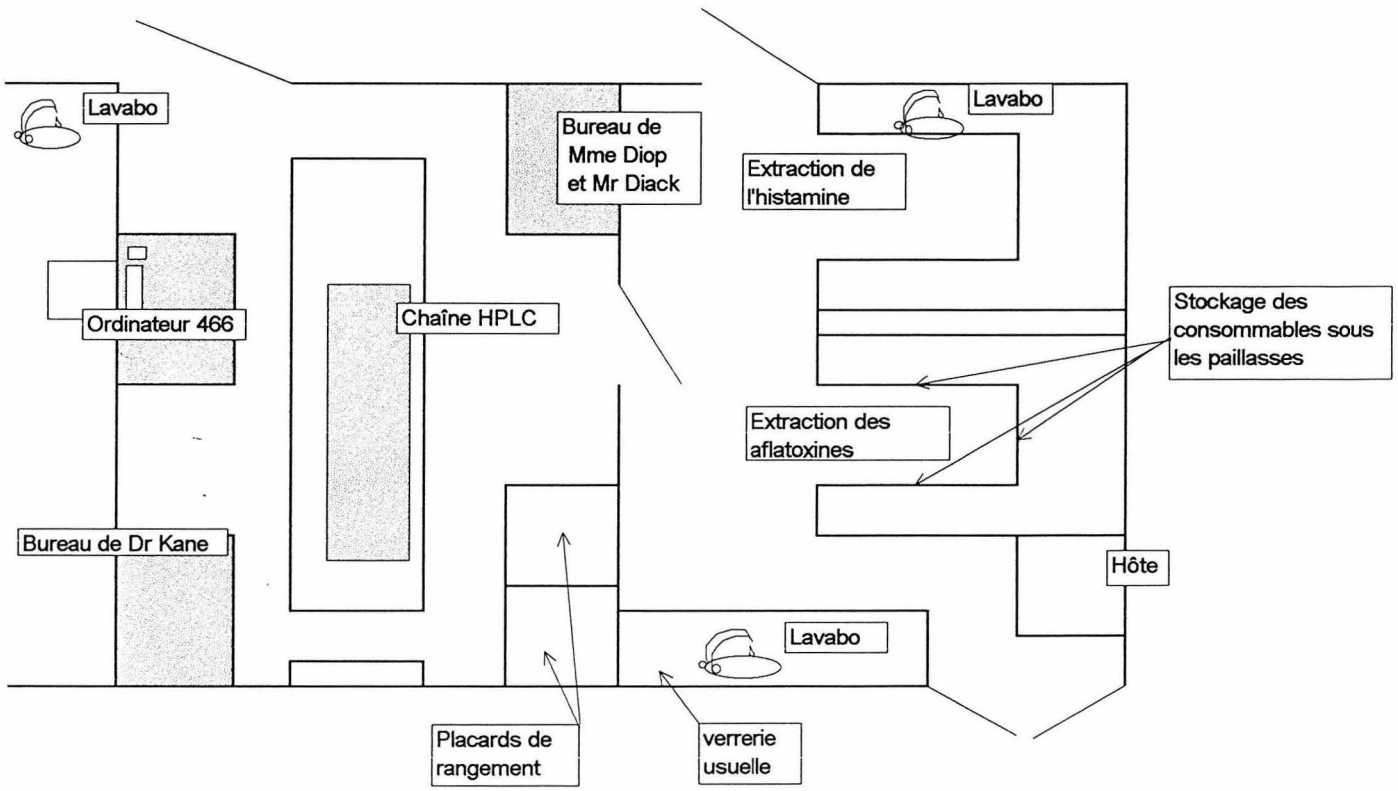 Lavabo
Lavabo
Bureau de
Mme Diop
et Mr Diack
Extraction de
l'histamine
Ordinateur 466
Chaîne HPLC
Stockage des
consommables sous
les paillasses
Extraction des
aflatoxines
Bureau de Dr Kane
Hôte
Lavabo
Placards de
rangement
verrerie
usuelle